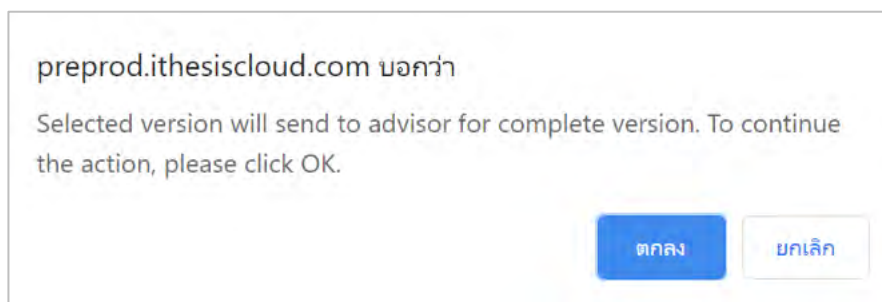 preprod.ithesiscloud.com บอกว่า
Selected version will send to advisor for complete version. To continue
the action, please click OK.
ตกลง
ยกเลิก